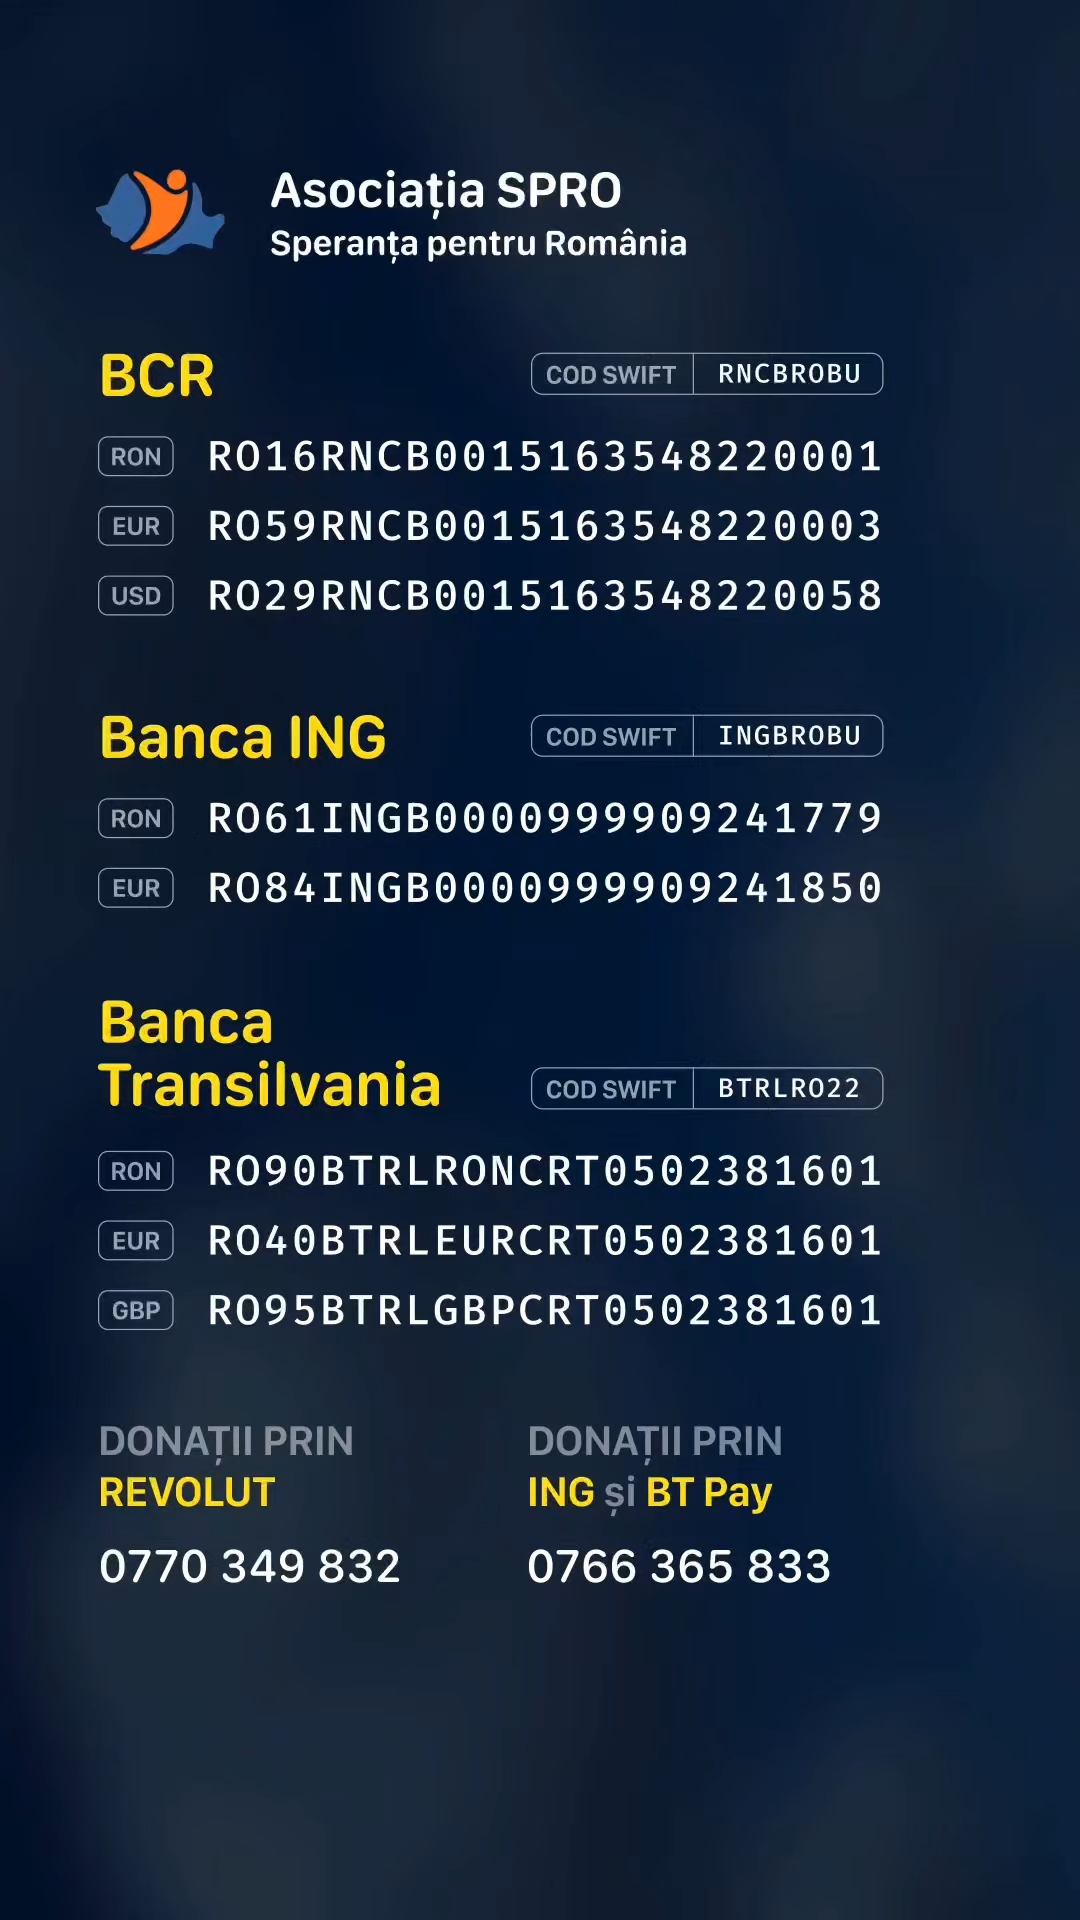 Asociația SPRO
Speranța pentru România
BCR
COD SWIFT RNCBROBU
RON RO16RNCB0015163548220001
EUR RO59RNCB0015163548220003
USD RO29RNCB0015163548220058
Banca ING
COD SWIFT INGBROBU
RON RO61INGB0000999909241779
EUR RO84INGB0000999909241850
Banca
Transilvania
COD SWIFT BTRLRO22
RON RO90BTRLRONCRT0502381601
EUR RO40BTRLEURCRT0502381601
GBP RO95BTRLGBPCRT0502381601
DONAȚII PRIN
REVOLUT
0770 349 832
DONAȚII PRIN
ING și BT Pay
0766 365 833